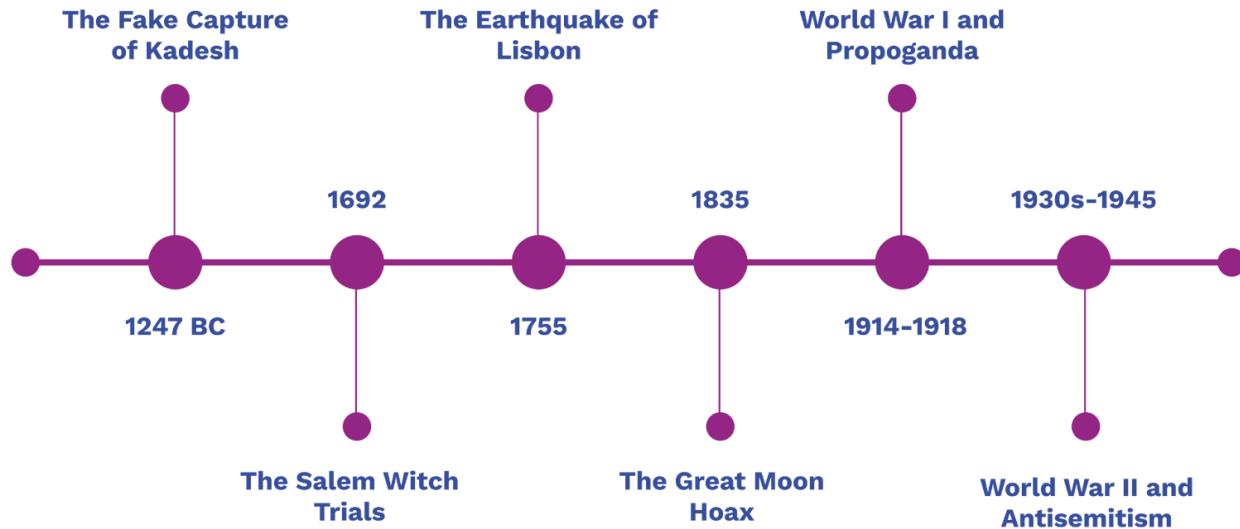 The Fake Capture
of Kadesh
The Earthquake of
Lisbon
World War I and
Propoganda
1692
1835
1930s-1945
1247 BC
1755
1914-1918
The Salem Witch
Trials
The Great Moon
Hoax
World War II and
Antisemitism